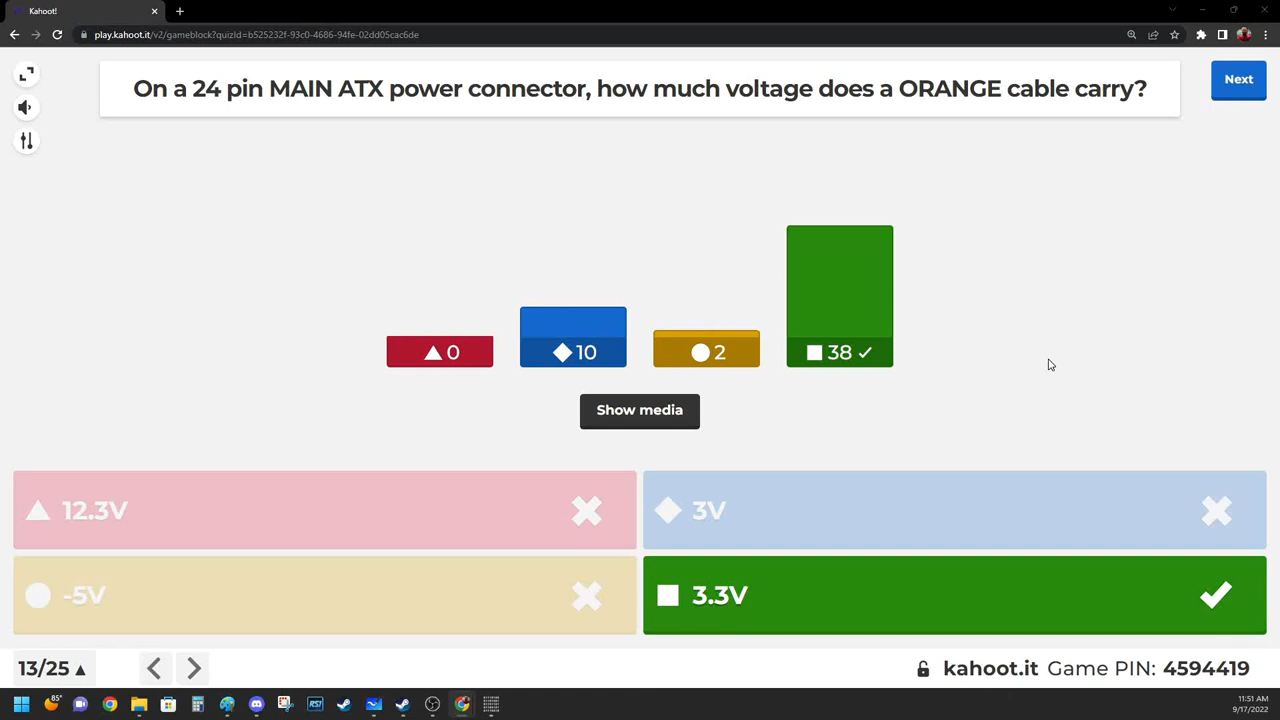 Kahoot!
play.kahoot.it/v2/gameblock?quizId=b525232f-93c0-4686-94fe-02dd05cac6de
On a 24 pin MAIN ATX power connector, how much voltage does a ORANGE cable carry?
Next
0
10
2
38
Show media
12.3V
3V
-5V
3.3V
13/25
kahoot.it Game PIN: 4594419
85°
RSI
11:51 AM
9/17/2022